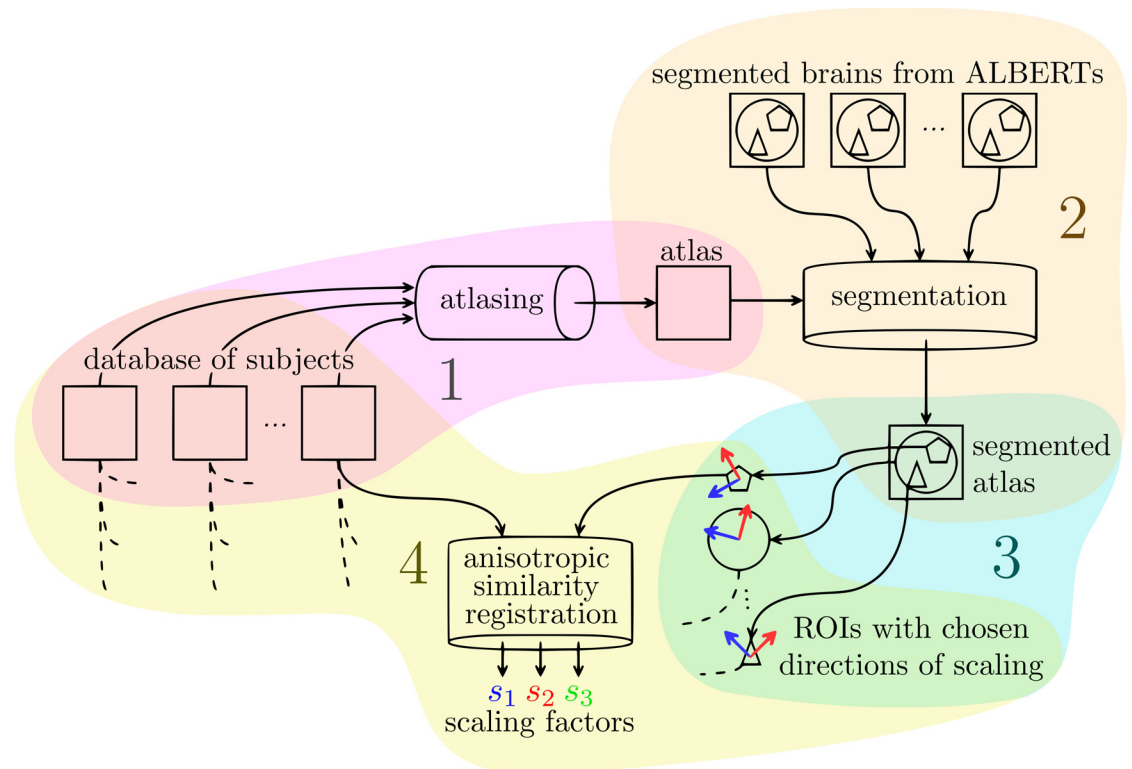 segmented brains from ALBERTs
...
2
atlas
atlasing
segmentation
database of subjects
1
...
segmented
atlas
3
4
anisotropic
similarity
registration
ROIs with chosen
directions of scaling
s₁ s₂ s₃
scaling factors